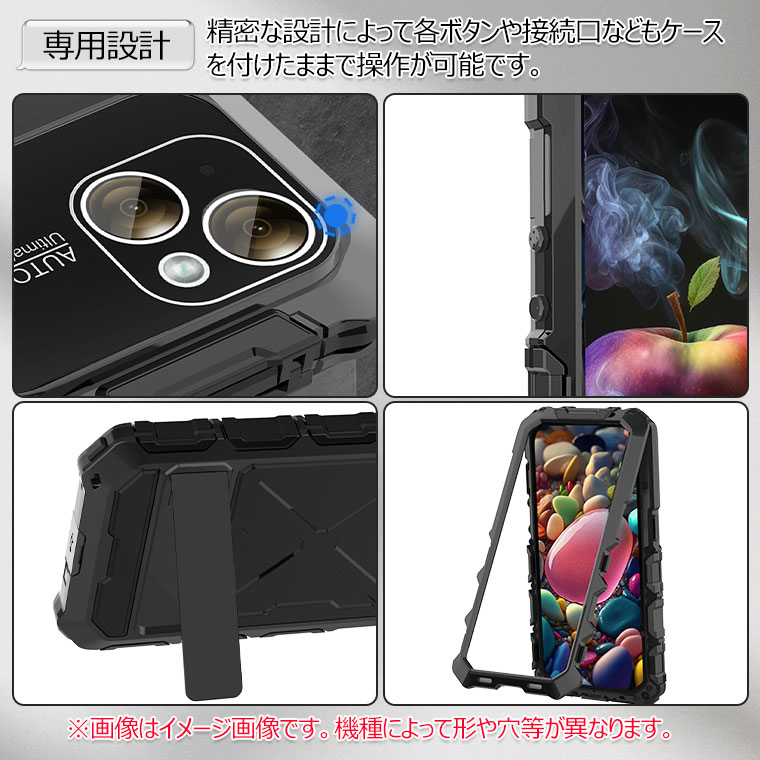 専用設計
精密な設計によって各ボタンや接続口などもケース
を付けたままで操作が可能です。
AUTO
※画像はイメージ画像です。機種によって形や穴等が異なります。